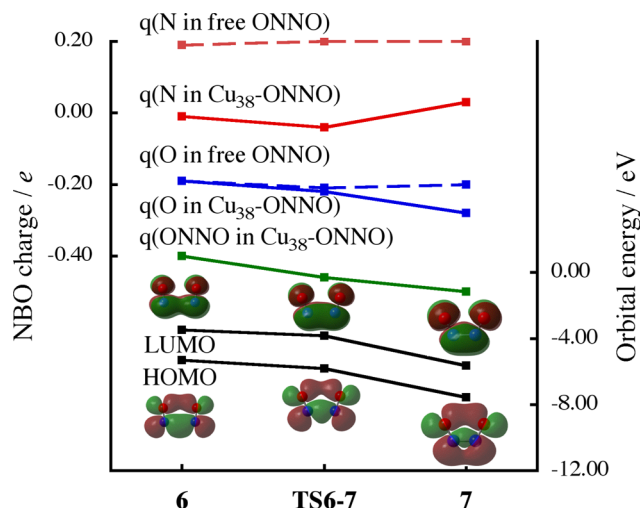 q(N in free ONNO)
0.20
q(N in Cu₃₈-ONNO)
0.00
q(O in free ONNO)
-0.20
q(O in Cu₃₈-ONNO)
q(ONNO in Cu₃₈-ONNO)
-0.40
NBO charge / e
0.00
Orbital energy / eV
-4.00
LUMO
HOMO
-8.00
-12.00
6 TS6-7 7